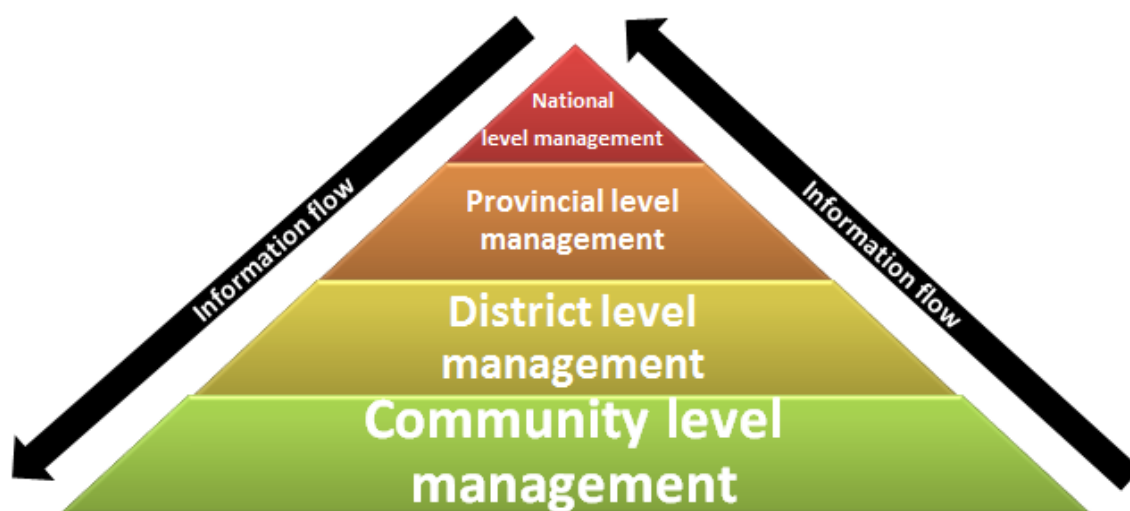 National
level management
Provincial level
management
Information flow
Information flow
District level
management
Community level
management